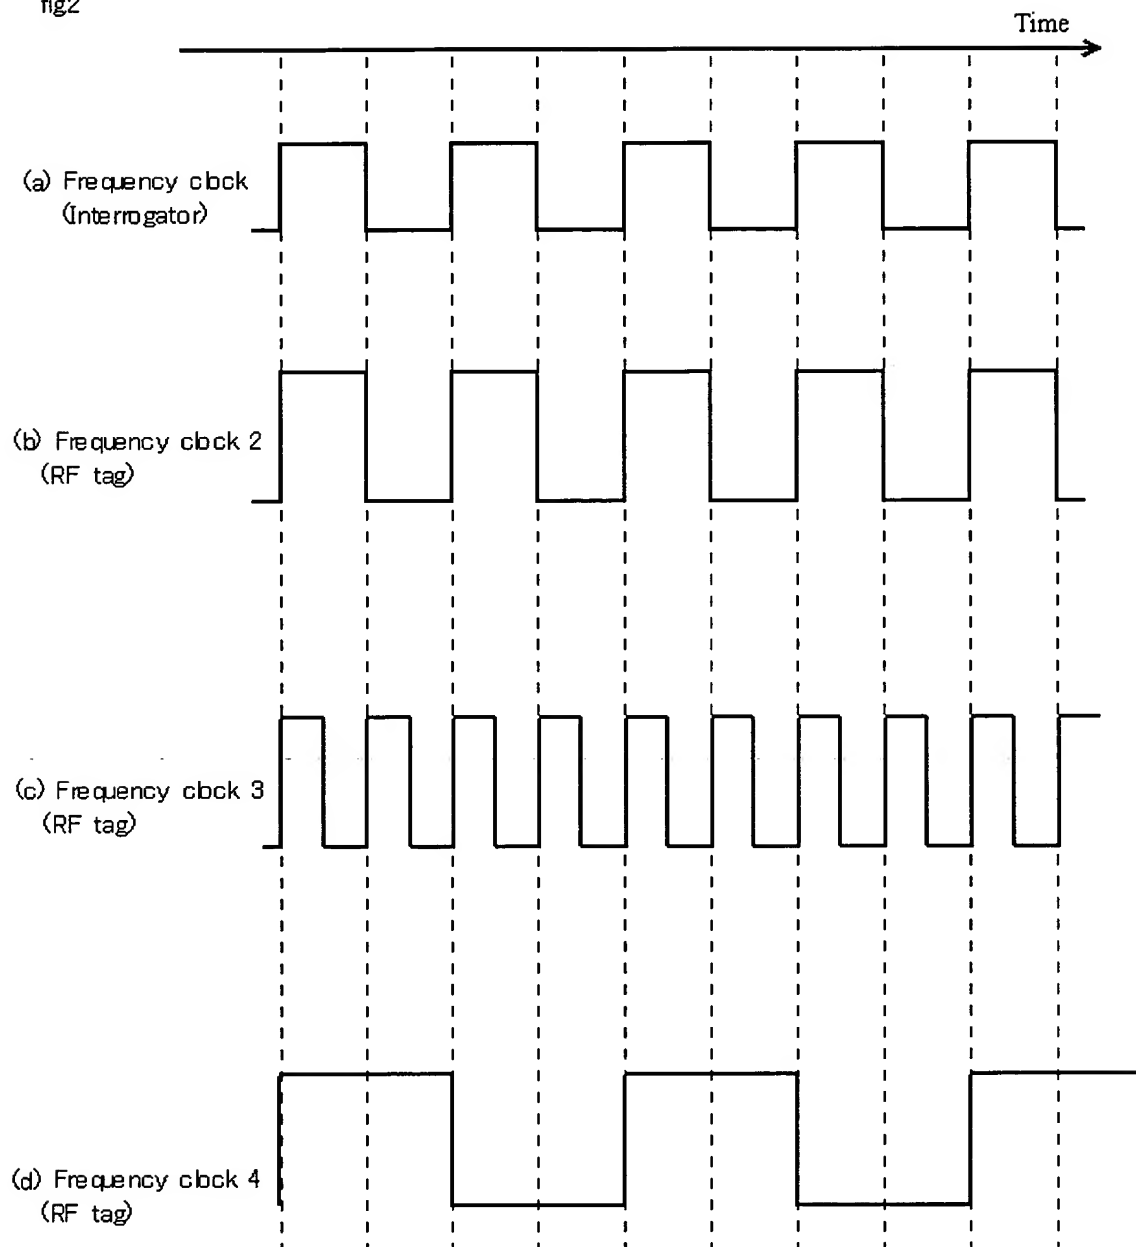 fig2
Time
(a) Frequency clock
(Interrogator)
(b) Frequency clock 2
(RF tag)
(c) Frequency clock 3
(RF tag)
(d) Frequency clock 4
(RF tag)